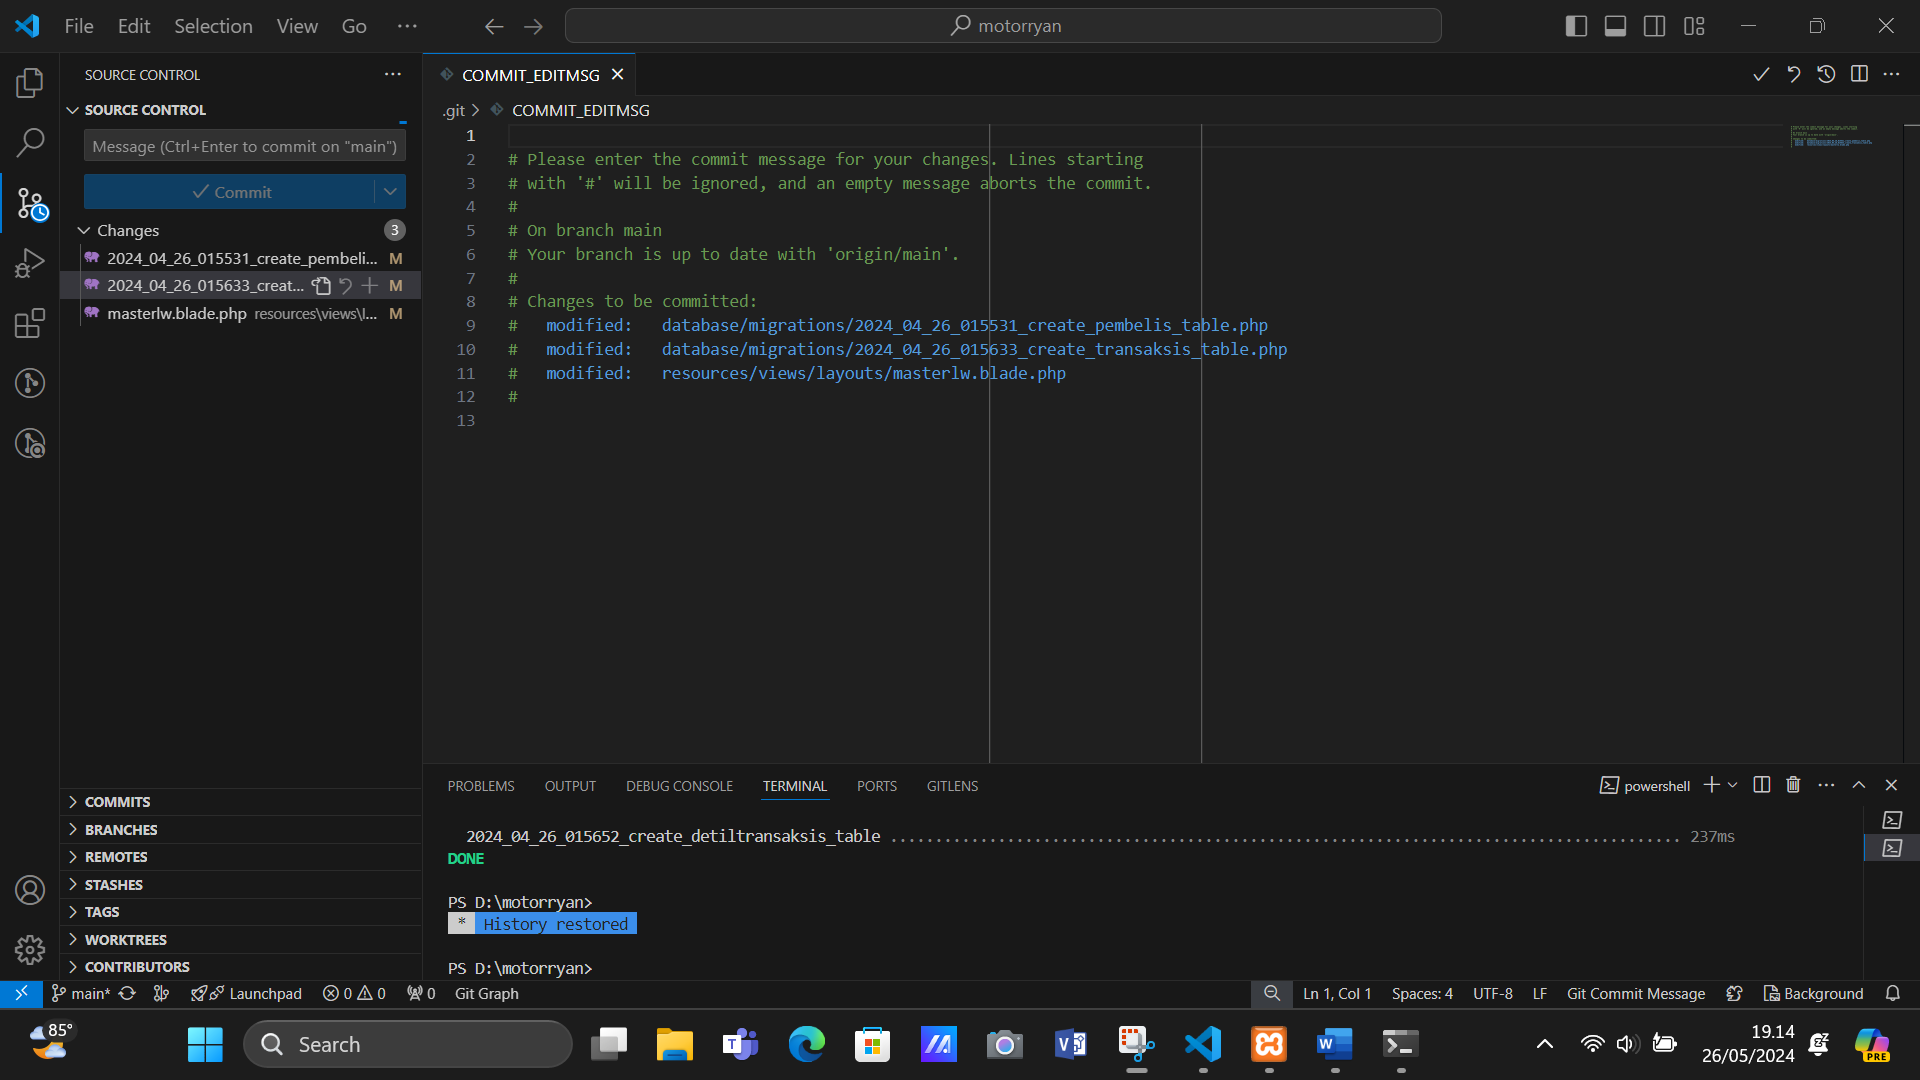 File Edit Selection View Go ...
motorryan
SOURCE CONTROL
SOURCE CONTROL
Message (Ctrl+Enter to commit on "main")
Commit
Changes 3
2024_04_26_015531_create_pembeli... M
2024_04_26_015633_creat... M
masterlw.blade.php resources\views\l... M
COMMITS
BRANCHES
REMOTES
STASHES
TAGS
WORKTREES
CONTRIBUTORS
COMMIT_EDITMSG
.git > COMMIT_EDITMSG
1
2 # Please enter the commit message for your changes. Lines starting
3 # with '#' will be ignored, and an empty message aborts the commit.
4 #
5 # On branch main
6 # Your branch is up to date with 'origin/main'.
7 #
8 # Changes to be committed:
9 # modified: database/migrations/2024_04_26_015531_create_pembelis_table.php
10 # modified: database/migrations/2024_04_26_015633_create_transaksis_table.php
11 # modified: resources/views/layouts/masterlw.blade.php
12 #
13
PROBLEMS OUTPUT DEBUG CONSOLE TERMINAL PORTS GITLENS
powershell
2024_04_26_015652_create_detiltransaksis_table ........................................................................................ 237ms
DONE
PS D:\motorryan>
* History restored
PS D:\motorryan>
main* Launchpad 0 0 0 Git Graph
Ln 1, Col 1 Spaces: 4 UTF-8 LF Git Commit Message Background
85°
Search
19.14
26/05/2024
PRE